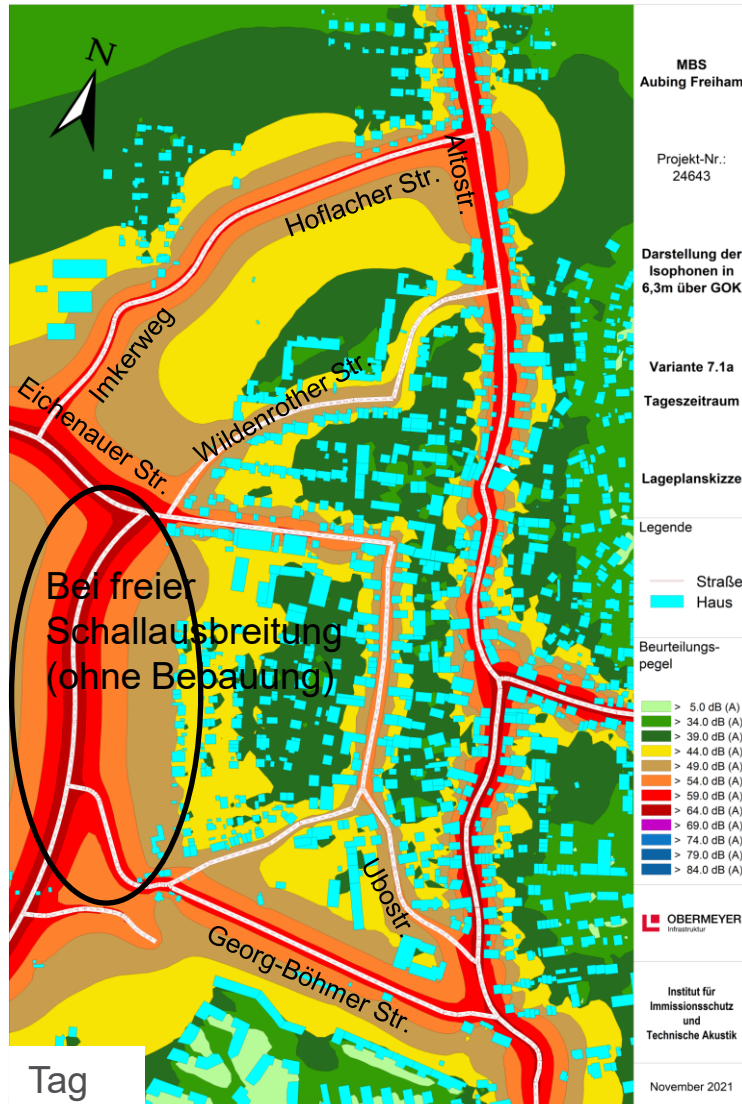 N
Hoflacher Str.
Altostr.
Imkerweg
Eichenauer Str.
Wildenrother Str.
Bei freier
Schallausbreitung
(ohne Bebauung)
Ubostr.
Georg-Böhmer Str.
Tag
MBS
Aubing Freiham
Projekt-Nr.:
24643
Darstellung der
Isophonen in
6,3m über GOK
Variante 7.1a
Tageszeitraum
Lageplanskizze
Legende
Straße
Haus
Beurteilungs-
pegel
> 5.0 dB (A)
> 34.0 dB (A)
> 39.0 dB (A)
> 44.0 dB (A)
> 49.0 dB (A)
> 54.0 dB (A)
> 59.0 dB (A)
> 64.0 dB (A)
> 69.0 dB (A)
> 74.0 dB (A)
> 79.0 dB (A)
> 84.0 dB (A)
OBERMEYER
Infrastruktur
Institut für
Immissionsschutz
und
Technische Akustik
November 2021